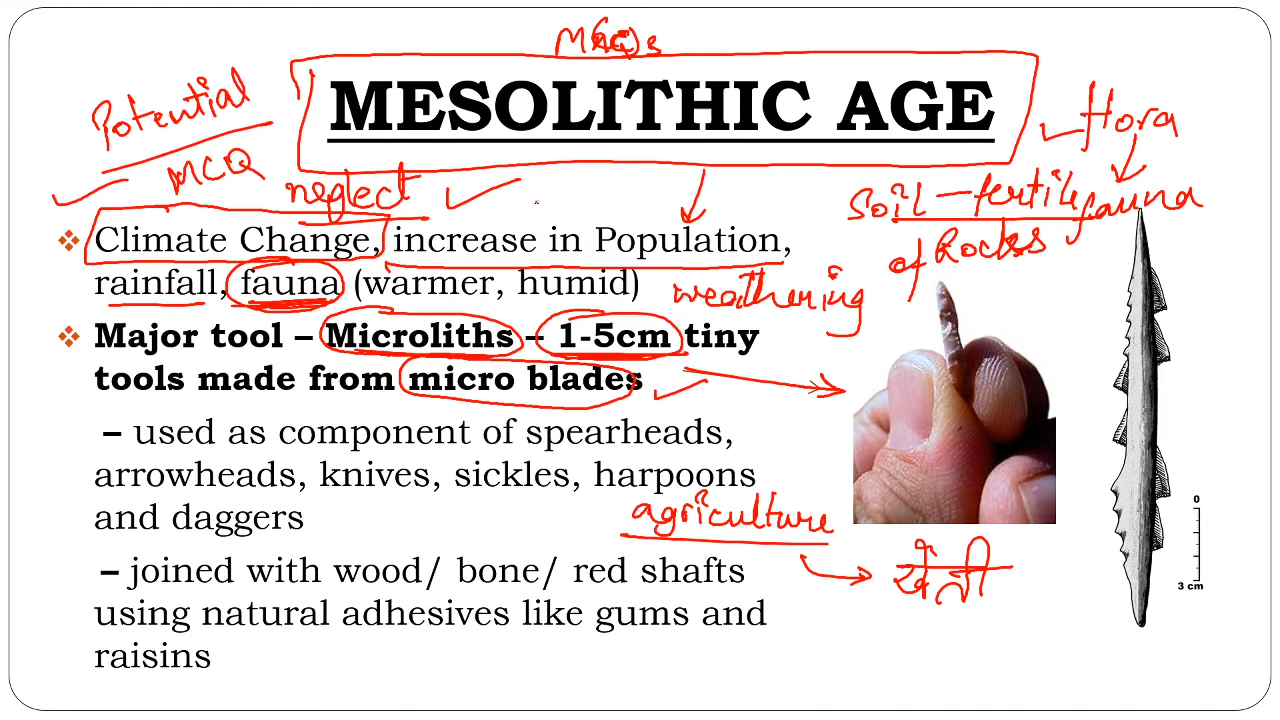 MCQs
MESOLITHIC AGE
Potential
MCQ
neglect
flora
fauna
Soil - fertile
of Rocks
weathering
❖ Climate Change, increase in Population,
rainfall, fauna (warmer, humid)
❖ Major tool – Microliths – 1-5cm tiny
tools made from micro blades
– used as component of spearheads,
arrowheads, knives, sickles, harpoons
and daggers
agriculture
खेती
– joined with wood/ bone/ red shafts
using natural adhesives like gums and
raisins
0
3 cm